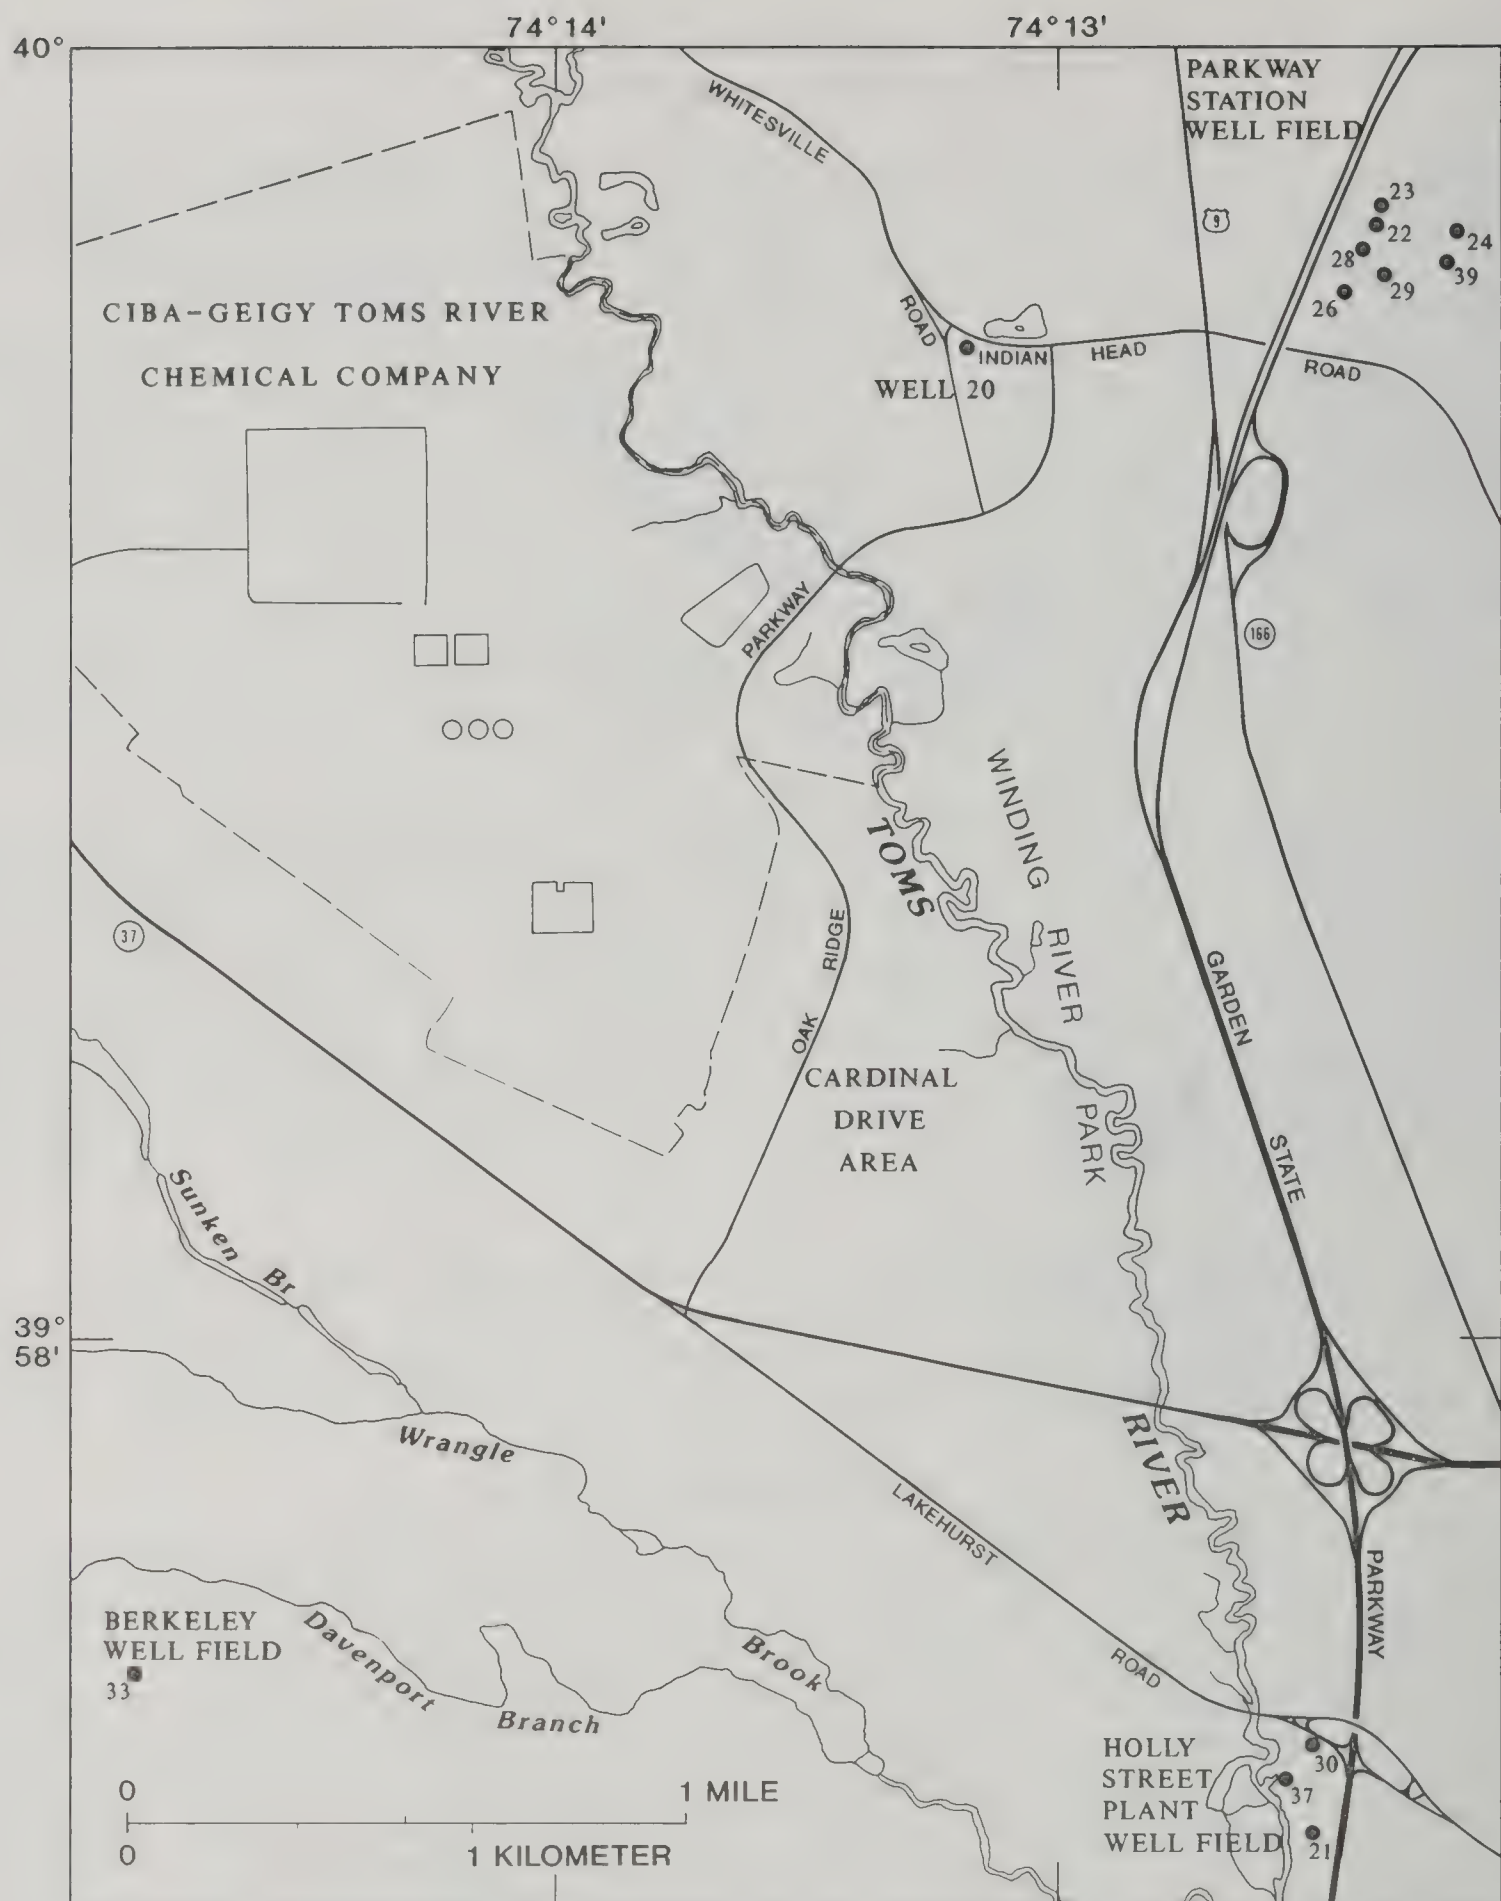 74°14'
74°13'
40°
PARKWAY
STATION
WELL FIELD
WHITESVILLE
ROAD
9
23
22
24
28
39
29
26
CIBA-GEIGY TOMS RIVER
CHEMICAL COMPANY
INDIAN
HEAD
ROAD
WELL 20
PARKWAY
166
WINDING
RIVER
PARK
TOMS
RIVER
37
OAK
RIDGE
GARDEN
STATE
PARKWAY
CARDINAL
DRIVE
AREA
Sunken Br
39°
58'
Wrangle
Brook
LAKEHURST
ROAD
BERKELEY
WELL FIELD
33
Davenport
Branch
HOLLY
STREET
PLANT
WELL FIELD
30
37
21
0
1 MILE
0
1 KILOMETER